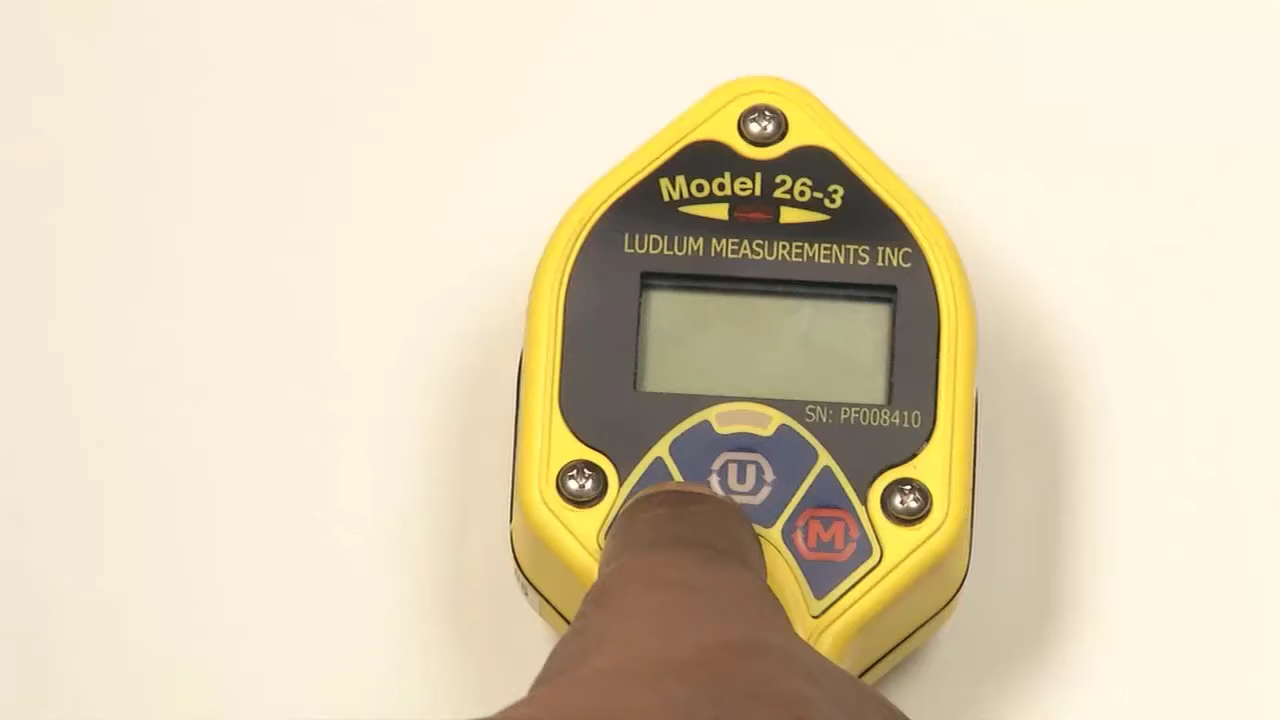 Model 26-3
LUDLUM MEASUREMENTS INC
SN: PF008410
U
M